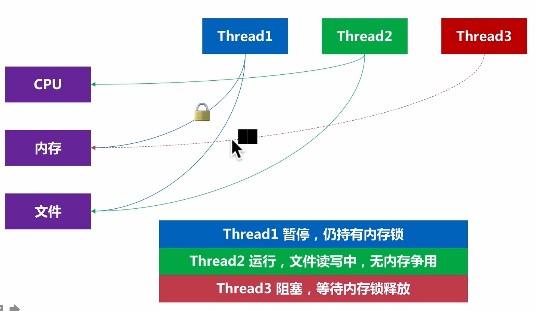 Thread1
Thread2
Thread3
CPU
内存
文件
Thread1 暂停，仍持有内存锁
Thread2 运行，文件读写中，无内存争用
Thread3 阻塞，等待内存锁释放